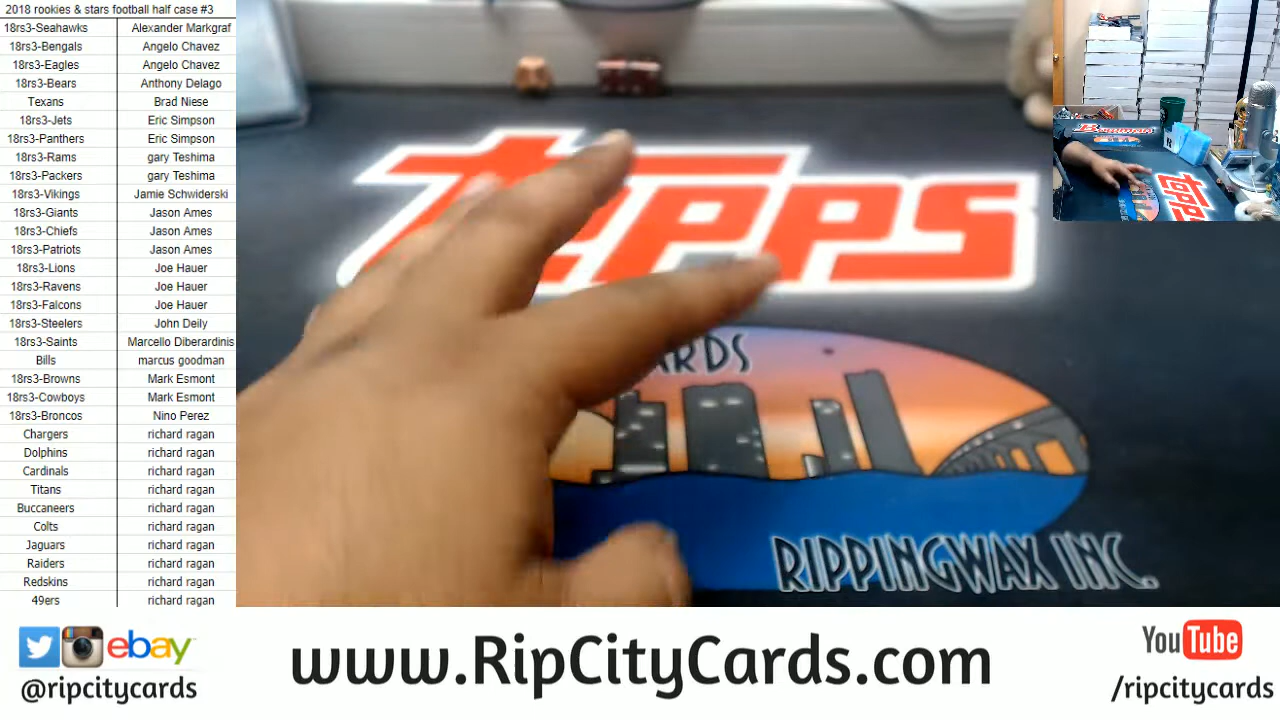 2018 rookies & stars football half case #3
18rs3-Seahawks Alexander Markgraf
18rs3-Bengals Angelo Chavez
18rs3-Eagles Angelo Chavez
18rs3-Bears Anthony Delago
Texans Brad Niese
18rs3-Jets Eric Simpson
18rs3-Panthers Eric Simpson
18rs3-Rams gary Teshima
18rs3-Packers gary Teshima
18rs3-Vikings Jamie Schwiderski
18rs3-Giants Jason Ames
18rs3-Chiefs Jason Ames
18rs3-Patriots Jason Ames
18rs3-Lions Joe Hauer
18rs3-Ravens Joe Hauer
18rs3-Falcons Joe Hauer
18rs3-Steelers John Deily
18rs3-Saints Marcello Diberardinis
Bills marcus goodman
18rs3-Browns Mark Esmont
18rs3-Cowboys Mark Esmont
18rs3-Broncos Nino Perez
Chargers richard ragan
Dolphins richard ragan
Cardinals richard ragan
Titans richard ragan
Buccaneers richard ragan
Colts richard ragan
Jaguars richard ragan
Raiders richard ragan
Redskins richard ragan
49ers richard ragan
topps
CARDS
RIPPINGWAX INC.
Bowman
topps
ebay
@ripcitycards
www.RipCityCards.com
YouTube
/ripcitycards